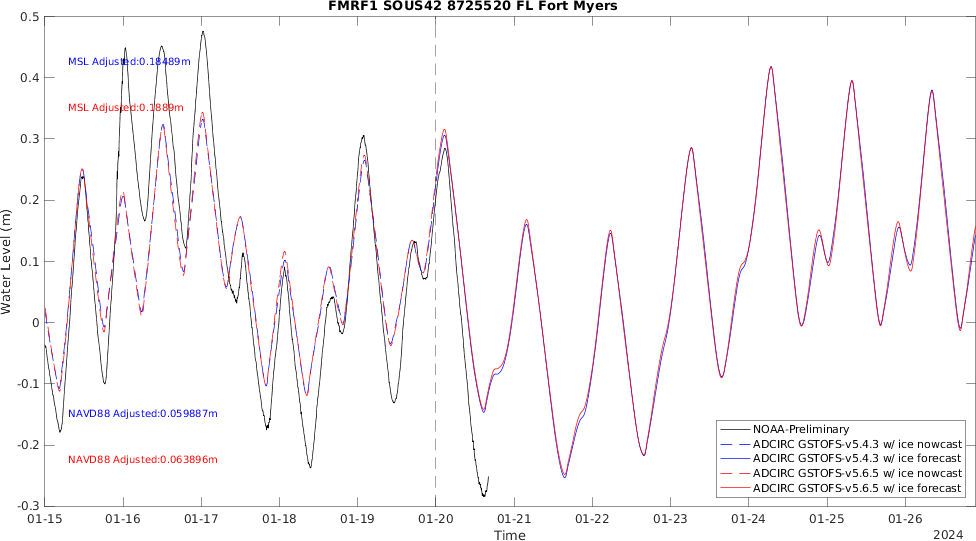 FMRF1 SOUS42 8725520 FL Fort Myers
0.5
0.4
0.3
0.2
0.1
0
-0.1
-0.2
-0.3
Water Level (m)
MSL Adjusted:0.18489m
MSL Adjusted:0.1889m
NAVD88 Adjusted:0.059887m
NAVD88 Adjusted:0.063896m
NOAA-Preliminary
ADCIRC GSTOFS-v5.4.3 w/ ice nowcast
ADCIRC GSTOFS-v5.4.3 w/ ice forecast
ADCIRC GSTOFS-v5.6.5 w/ ice nowcast
ADCIRC GSTOFS-v5.6.5 w/ ice forecast
01-15 01-16 01-17 01-18 01-19 01-20 01-21 01-22 01-23 01-24 01-25 01-26
Time
2024